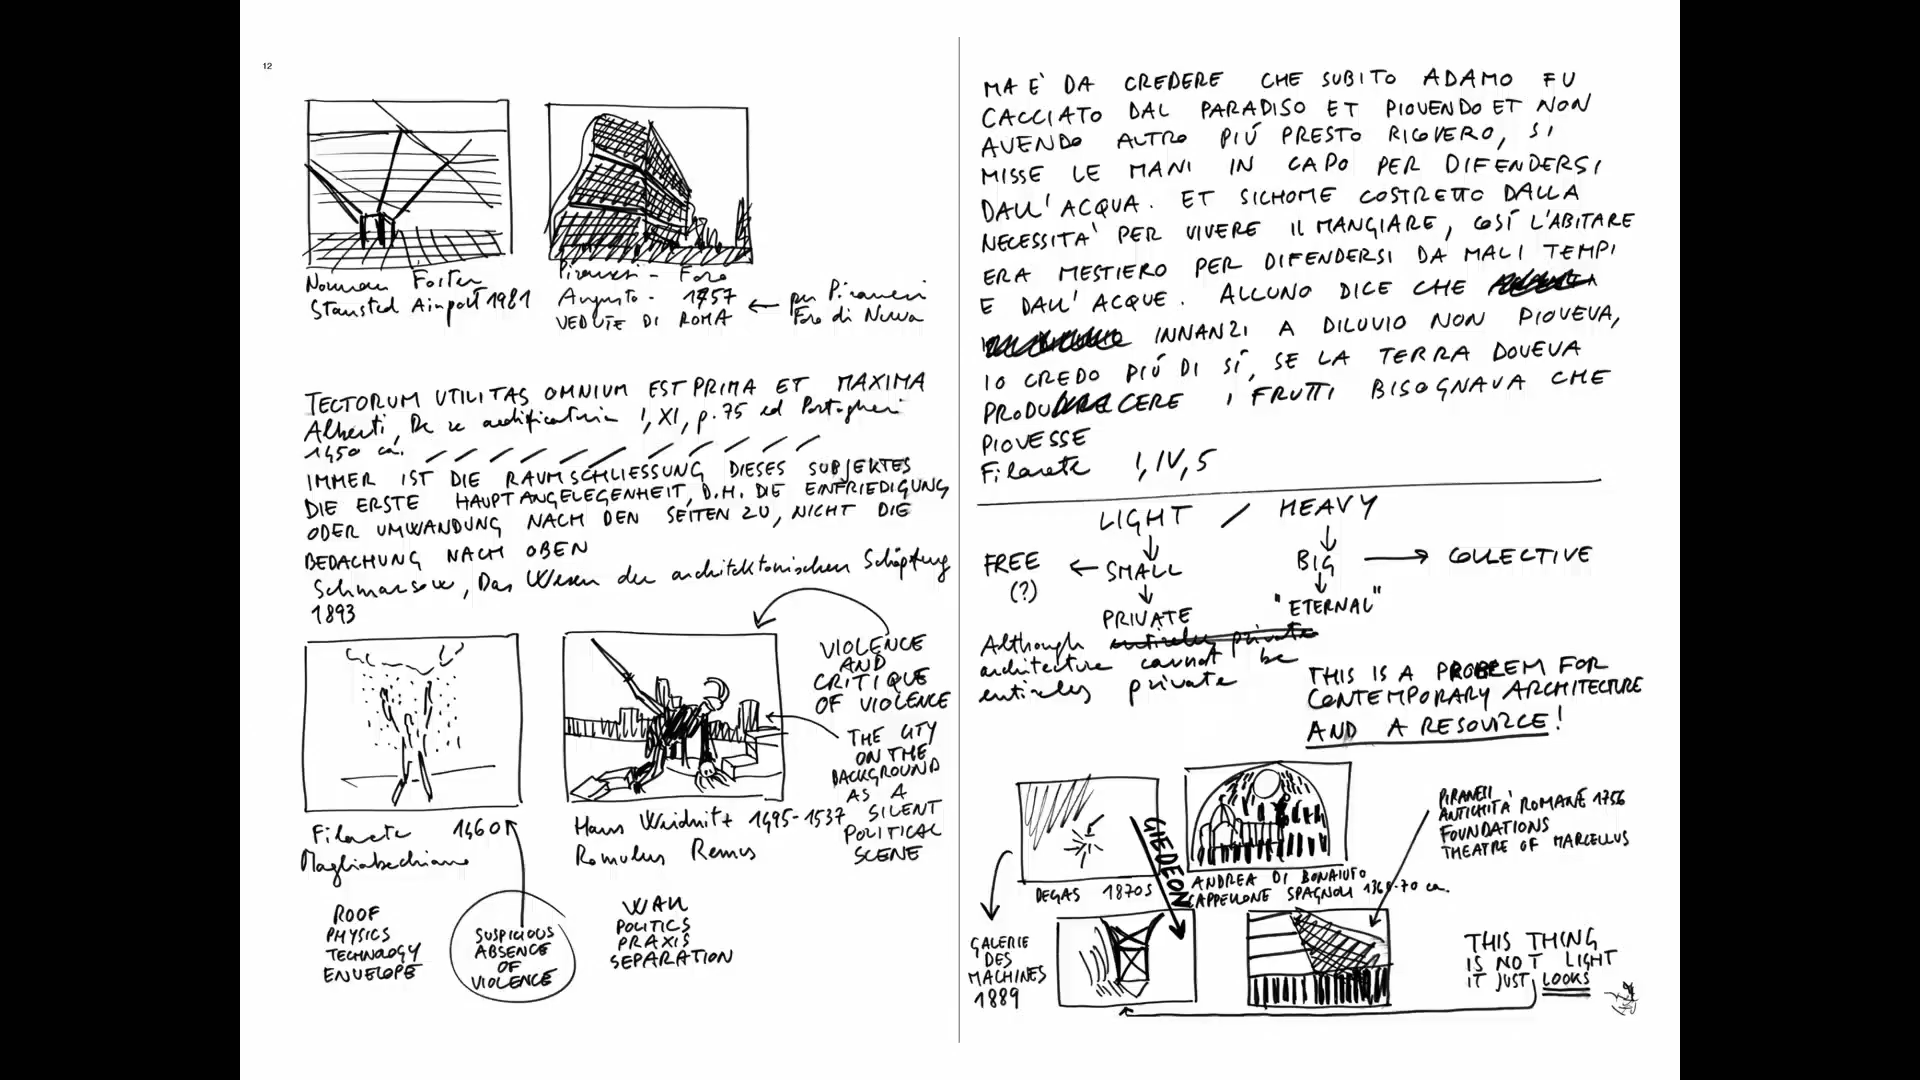 12
Norman Foster
Stansted Airport 1981
Piranesi - Foro
Augusto - 1757
VEDUTE DI ROMA
per Piranesi
Foro di Nerva
TECTORUM UTILITAS OMNIUM EST PRIMA ET MAXIMA
Alberti, De re aedificatoria I, XI, p. 75 ed Portoghesi
1450 ca.
IMMER IST DIE RAUMSCHLIESSUNG DIESES SUBJEKTES
DIE ERSTE HAUPTANGELEGENHEIT, D.H. DIE EINFRIEDIGUNG
ODER UMWANDUNG NACH DEN SEITEN ZU, NICHT DIE
BEDACHUNG NACH OBEN
Schmarsow, Das Wesen der architektonischen Schöpfung
1893
VIOLENCE
AND
CRITIQUE
OF VIOLENCE
THE CITY
ON THE
BACKGROUND
AS A
SILENT
POLITICAL
SCENE
Filarete 1460
Magliabechiano
Hans Weiditz 1495-1537
Romulus Remus
ROOF
PHYSICS
TECHNOLOGY
ENVELOPE
SUSPICIOUS
ABSENCE
OF
VIOLENCE
WALL
POLITICS
PRAXIS
SEPARATION
MA È DA CREDERE CHE SUBITO ADAMO FU
CACCIATO DAL PARADISO ET PIOVENDO ET NON
AVENDO ALTRO PIÚ PRESTO RICOVERO, SI
MISSE LE MANI IN CAPO PER DIFENDERSI
DALL'ACQUA. ET SICHOME COSTRETTO DALLA
NECESSITA' PER VIVERE IL MANGIARE, COSÍ L'ABITARE
ERA MESTIERO PER DIFENDERSI DA MALI TEMPI
E DALL'ACQUE. ALCUNO DICE CHE
INNANZI A DILUVIO NON PIOVEVA,
IO CREDO PIÚ DI SÍ, SE LA TERRA DOVEVA
PRODUCERE I FRUTTI BISOGNAVA CHE
PIOVESSE
Filarete I, IV, 5
LIGHT / HEAVY
FREE
(?)
SMALL
BIG
COLLECTIVE
PRIVATE
"ETERNAL"
Although entirely private
architecture cannot be
entirely private
THIS IS A PROBLEM FOR
CONTEMPORARY ARCHITECTURE
AND A RESOURCE!
DEGAS 1870s
GIEDEON
ANDREA DI BONAIUTO
CAPPELLONE SPAGNOLI 1365-70 ca.
PIRANESI
ANTICHITA' ROMANE 1756
FOUNDATIONS
THEATRE OF MARCELLUS
GALERIE
DES
MACHINES
1889
THIS THING
IS NOT LIGHT
IT JUST LOOKS